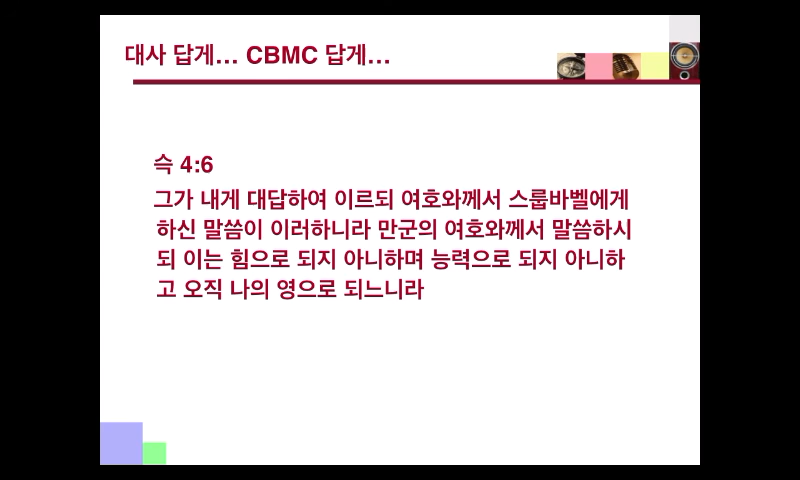 대사 답게... CBMC 답게...
슥 4:6
그가 내게 대답하여 이르되 여호와께서 스룹바벨에게
하신 말씀이 이러하니라 만군의 여호와께서 말씀하시
되 이는 힘으로 되지 아니하며 능력으로 되지 아니하
고 오직 나의 영으로 되느니라